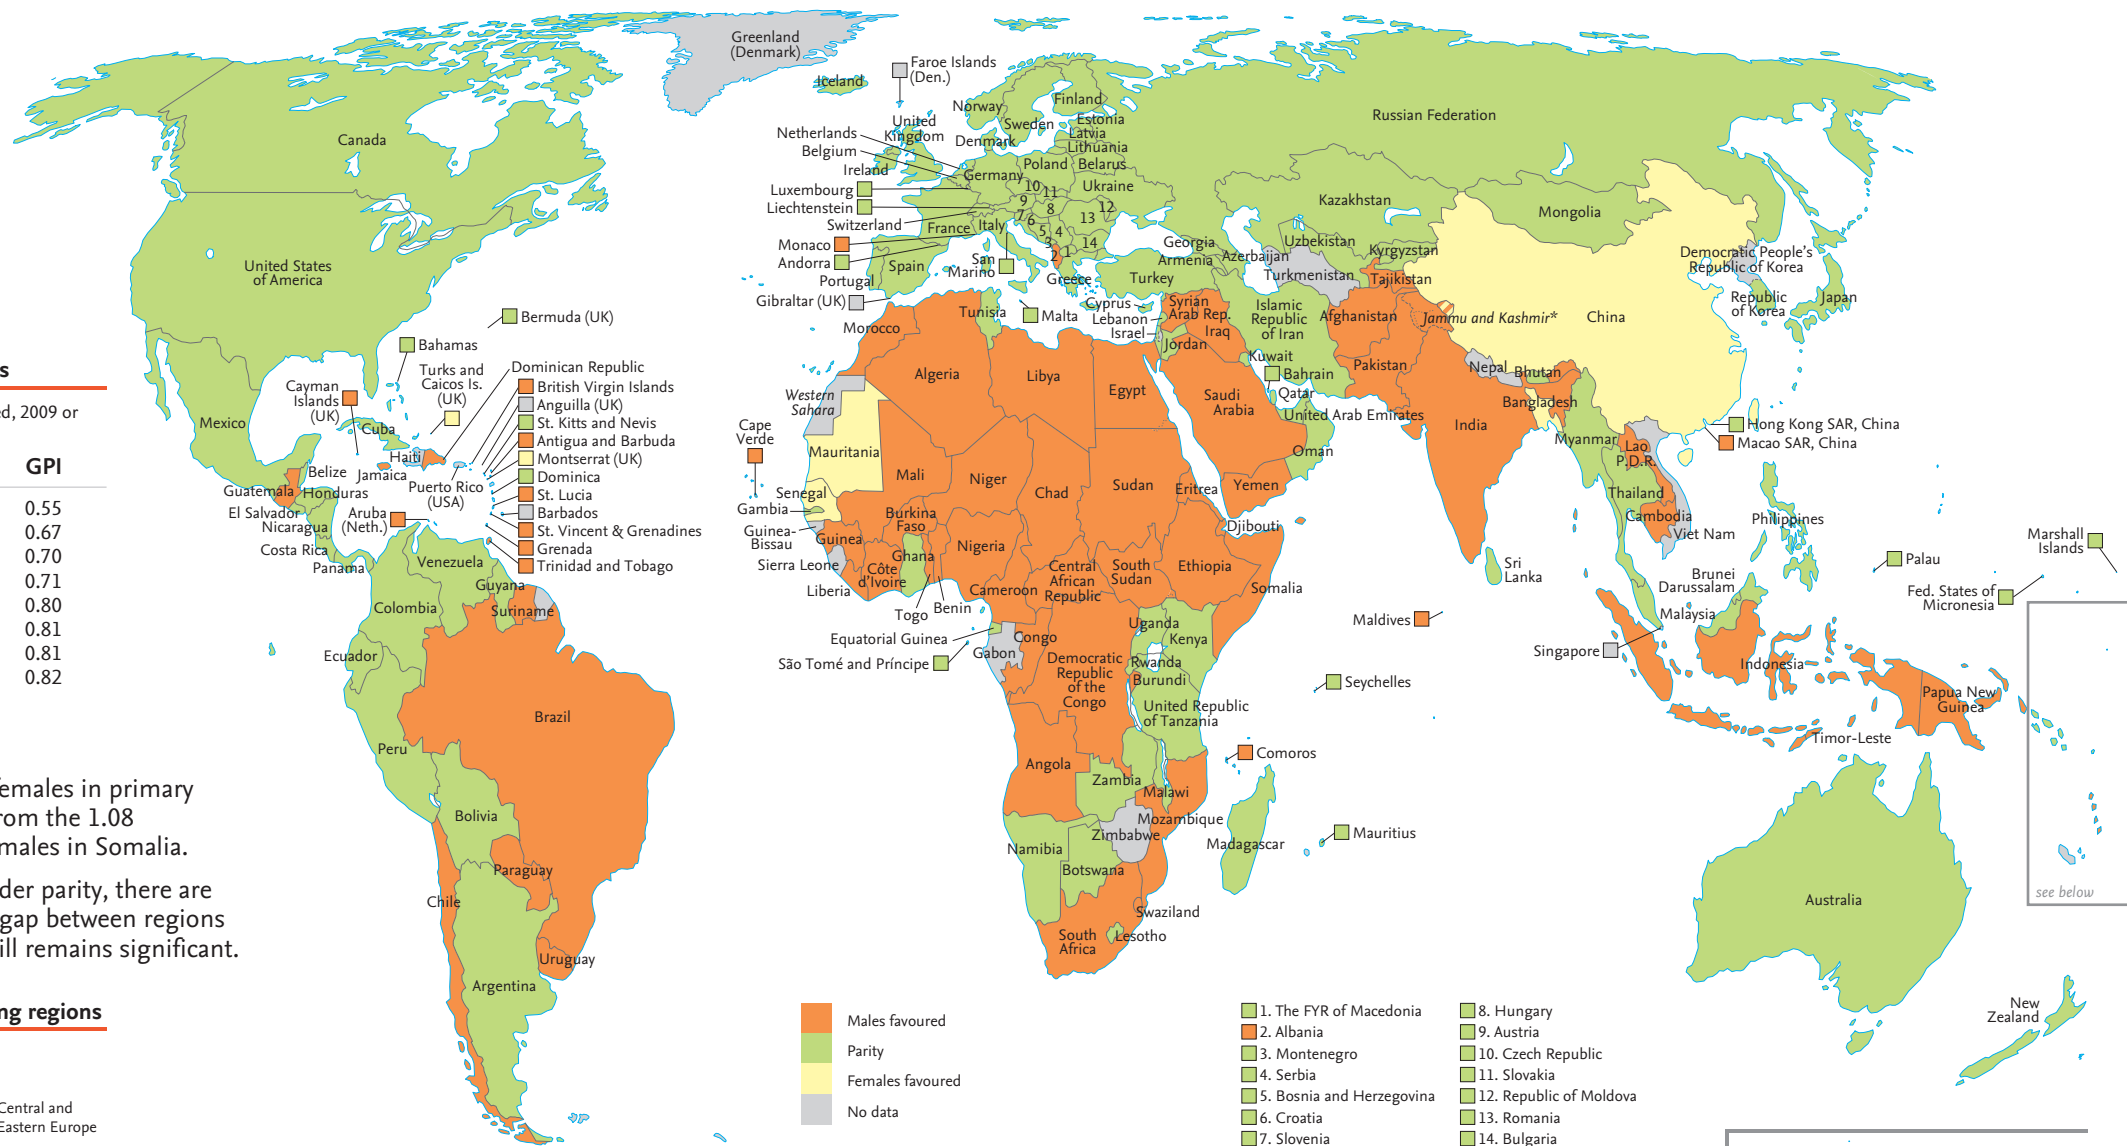 s
ed, 2009 or
GPI
0.55
0.67
0.70
0.71
0.80
0.81
0.81
0.82
females in primary
rom the 1.08
males in Somalia.
der parity, there are
gap between regions
ill remains significant.
ng regions
Central and
Eastern Europe
Greenland
(Denmark)
Faroe Islands
(Den.)
Iceland
Canada
United States
of America
Mexico
Bermuda (UK)
Bahamas
Turks and
Caicos Is.
(UK)
Cayman
Islands
(UK)
Cuba
Haiti
Jamaica
Belize
Guatemala
Honduras
El Salvador
Nicaragua
Costa Rica
Panama
Aruba
(Neth.)
Puerto Rico
(USA)
Dominican Republic
British Virgin Islands
Anguilla (UK)
St. Kitts and Nevis
Antigua and Barbuda
Montserrat (UK)
Dominica
St. Lucia
Barbados
St. Vincent & Grenadines
Grenada
Trinidad and Tobago
Venezuela
Guyana
Suriname
Colombia
Ecuador
Peru
Brazil
Bolivia
Paraguay
Chile
Uruguay
Argentina
Norway
Finland
Sweden
Estonia
Latvia
Lithuania
Denmark
United
Kingdom
Netherlands
Belgium
Ireland
Luxembourg
Liechtenstein
Switzerland
Monaco
Andorra
Portugal
Gibraltar (UK)
Germany
Poland
Belarus
Ukraine
France
Italy
Spain
San
Marino
Greece
Malta
10
11
9
8
7
6
5
4
3
2
1
12
13
14
Russian Federation
Kazakhstan
Mongolia
Georgia
Armenia
Azerbaijan
Turkey
Uzbekistan
Kyrgyzstan
Turkmenistan
Tajikistan
Cyprus
Lebanon
Israel
Syrian
Arab Rep.
Iraq
Jordan
Islamic
Republic
of Iran
Afghanistan
Jammu and Kashmir*
China
Democratic People's
Republic of Korea
Republic
of Korea
Japan
Kuwait
Bahrain
Qatar
United Arab Emirates
Saudi
Arabia
Oman
Yemen
Pakistan
Nepal
Bhutan
Bangladesh
India
Myanmar
Lao
P.D.R.
Thailand
Cambodia
Viet Nam
Hong Kong SAR, China
Macao SAR, China
Philippines
Sri
Lanka
Maldives
Brunei
Darussalam
Malaysia
Singapore
Indonesia
Timor-Leste
Papua New
Guinea
Palau
Marshall
Islands
Fed. States of
Micronesia
Australia
New
Zealand
see below
Morocco
Tunisia
Algeria
Libya
Egypt
Western
Sahara
Mauritania
Cape
Verde
Mali
Niger
Chad
Sudan
Eritrea
Djibouti
Senegal
Gambia
Guinea-
Bissau
Guinea
Sierra Leone
Liberia
Côte
d'Ivoire
Burkina
Faso
Ghana
Togo
Benin
Nigeria
Cameroon
Central
African
Republic
South
Sudan
Ethiopia
Somalia
Equatorial Guinea
São Tomé and Príncipe
Gabon
Congo
Democratic
Republic
of the
Congo
Uganda
Kenya
Rwanda
Burundi
United Republic
of Tanzania
Seychelles
Comoros
Angola
Zambia
Malawi
Mozambique
Zimbabwe
Namibia
Botswana
Madagascar
Mauritius
Swaziland
Lesotho
South
Africa
Males favoured
Parity
Females favoured
No data
1. The FYR of Macedonia
2. Albania
3. Montenegro
4. Serbia
5. Bosnia and Herzegovina
6. Croatia
7. Slovenia
8. Hungary
9. Austria
10. Czech Republic
11. Slovakia
12. Republic of Moldova
13. Romania
14. Bulgaria